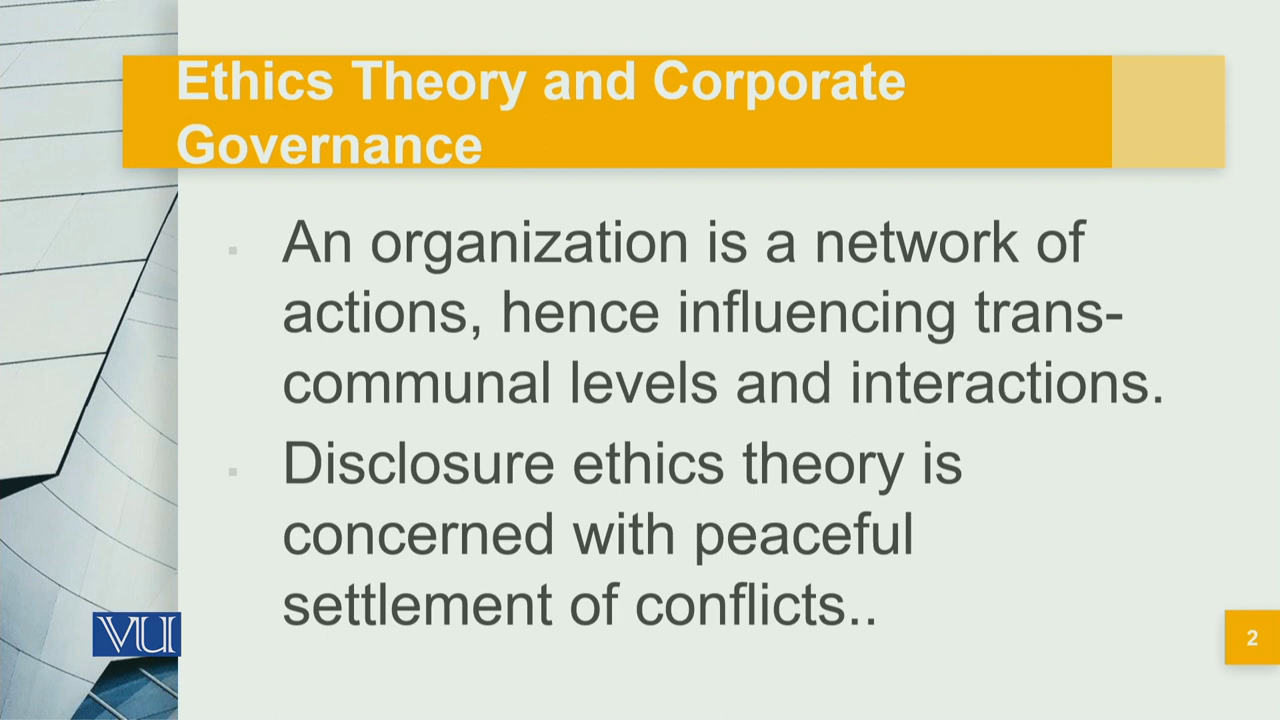 Ethics Theory and Corporate
Governance
An organization is a network of
actions, hence influencing trans-
communal levels and interactions.
Disclosure ethics theory is
concerned with peaceful
settlement of conflicts..
VU
2